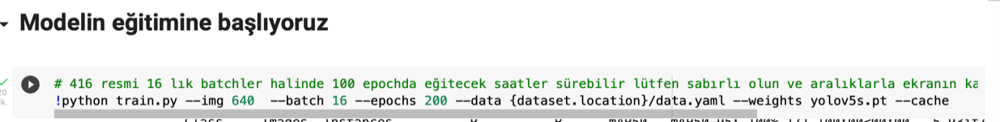 Modelin eğitimine başlıyoruz
# 416 resmi 16 lık batchler halinde 100 epochda eğitecek saatler sürebilir lütfen sabırlı olun ve aralıklarla ekranın ka
20
!python train.py --img 640  --batch 16 --epochs 200 --data {dataset.location}/data.yaml --weights yolov5s.pt --cache